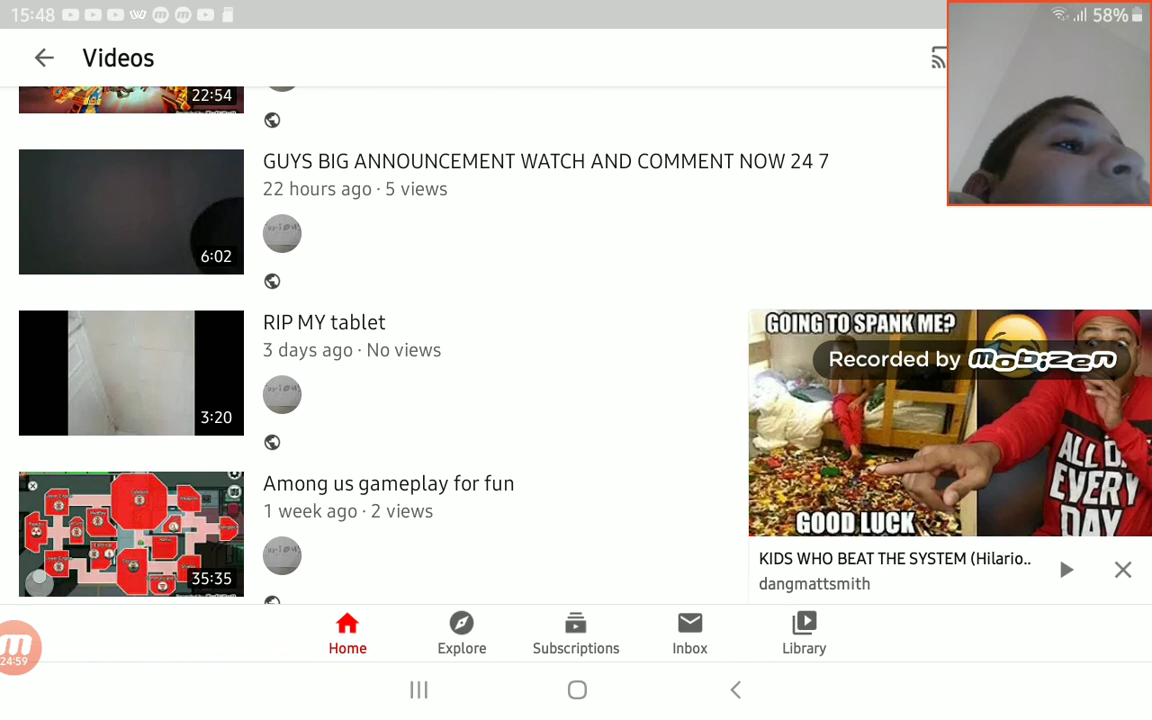 15:48
58%
Videos
22:54
GUYS BIG ANNOUNCEMENT WATCH AND COMMENT NOW 24 7
22 hours ago · 5 views
6:02
RIP MY tablet
3 days ago · No views
3:20
Among us gameplay for fun
1 week ago · 2 views
35:35
GOING TO SPANK ME?
Recorded by mobizen
ALL D
EVERY
DAY
GOOD LUCK
KIDS WHO BEAT THE SYSTEM (Hilario..
dangmattsmith
Home
Explore
Subscriptions
Inbox
Library
24:59